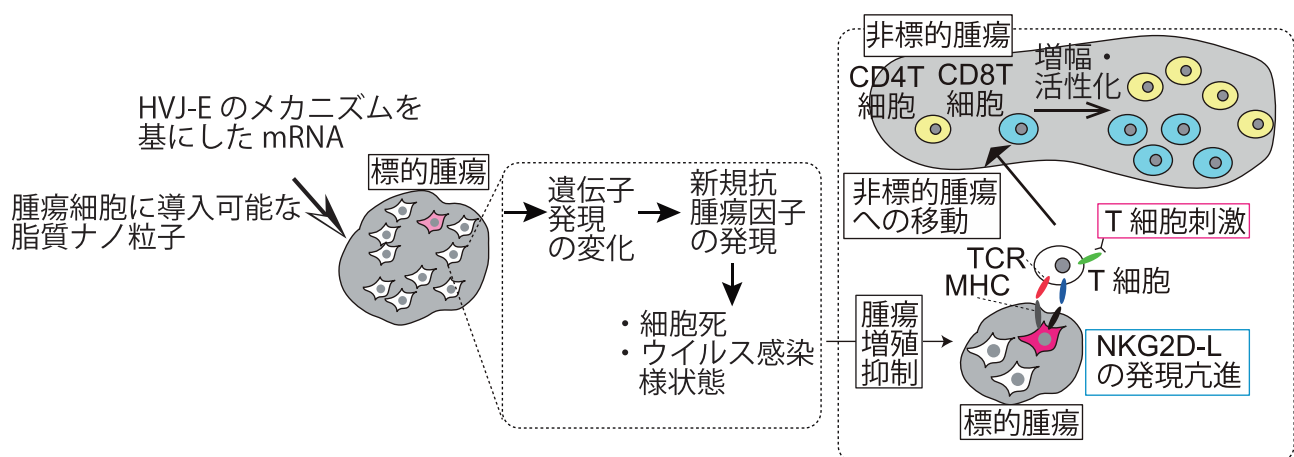 HVJ-E のメカニズムを
基にした mRNA
腫瘍細胞に導入可能な
脂質ナノ粒子
標的腫瘍
遺伝子
発現
の変化
新規抗
腫瘍因子
の発現
・細胞死
・ウイルス感染
様状態
腫瘍
増殖
抑制
非標的腫瘍
CD4T
細胞
CD8T
細胞
増幅・
活性化
非標的腫瘍
への移動
T 細胞刺激
TCR
MHC
T 細胞
NKG2D-L
の発現亢進
標的腫瘍